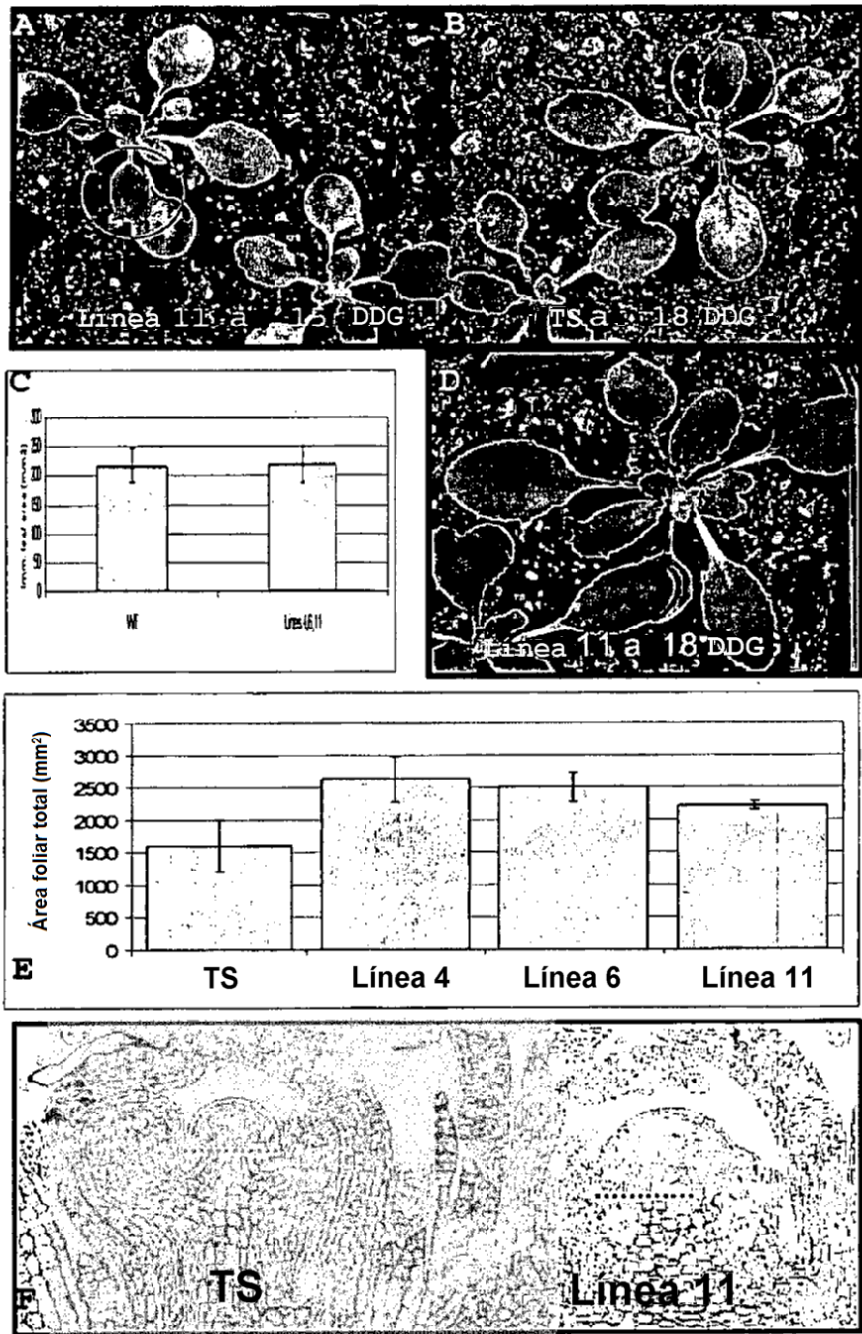 A
B
Línea 11 a 15 DDG
TS a 18 DDG
C
0
WT
D
Línea 11 a 18 DDG
Área foliar total (mm²)
3500
3000
2500
2000
1500
1000
500
0
E
TS
Línea 4
Línea 6
Línea 11
F
TS
Línea 11